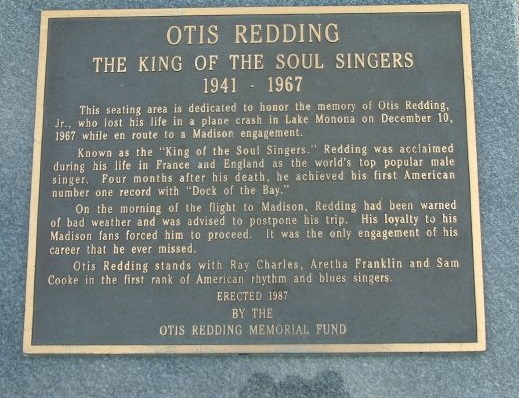 OTIS REDDING
THE KING OF THE SOUL SINGERS
1941 - 1967
This seating area is dedicated to honor the memory of Otis Redding,
Jr., who lost his life in a plane crash in Lake Monona on December 10,
1967 while en route to a Madison engagement.
Known as the "King of the Soul Singers." Redding was acclaimed
during his life in France and England as the world's top popular male
singer. Four months after his death, he achieved his first American
number one record with "Dock of the Bay."
On the morning of the flight to Madison, Redding had been warned
of bad weather and was advised to postpone his trip. His loyalty to his
Madison fans forced him to proceed. It was the only engagement of his
career that he ever missed.
Otis Redding stands with Ray Charles, Aretha Franklin and Sam
Cooke in the first rank of American rhythm and blues singers.
ERECTED 1987
BY THE
OTIS REDDING MEMORIAL FUND